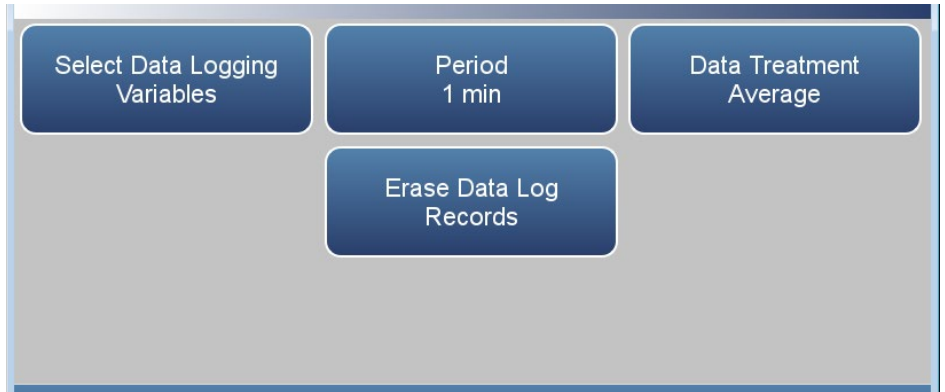 Select Data Logging
Variables
Period
1 min
Data Treatment
Average
Erase Data Log
Records